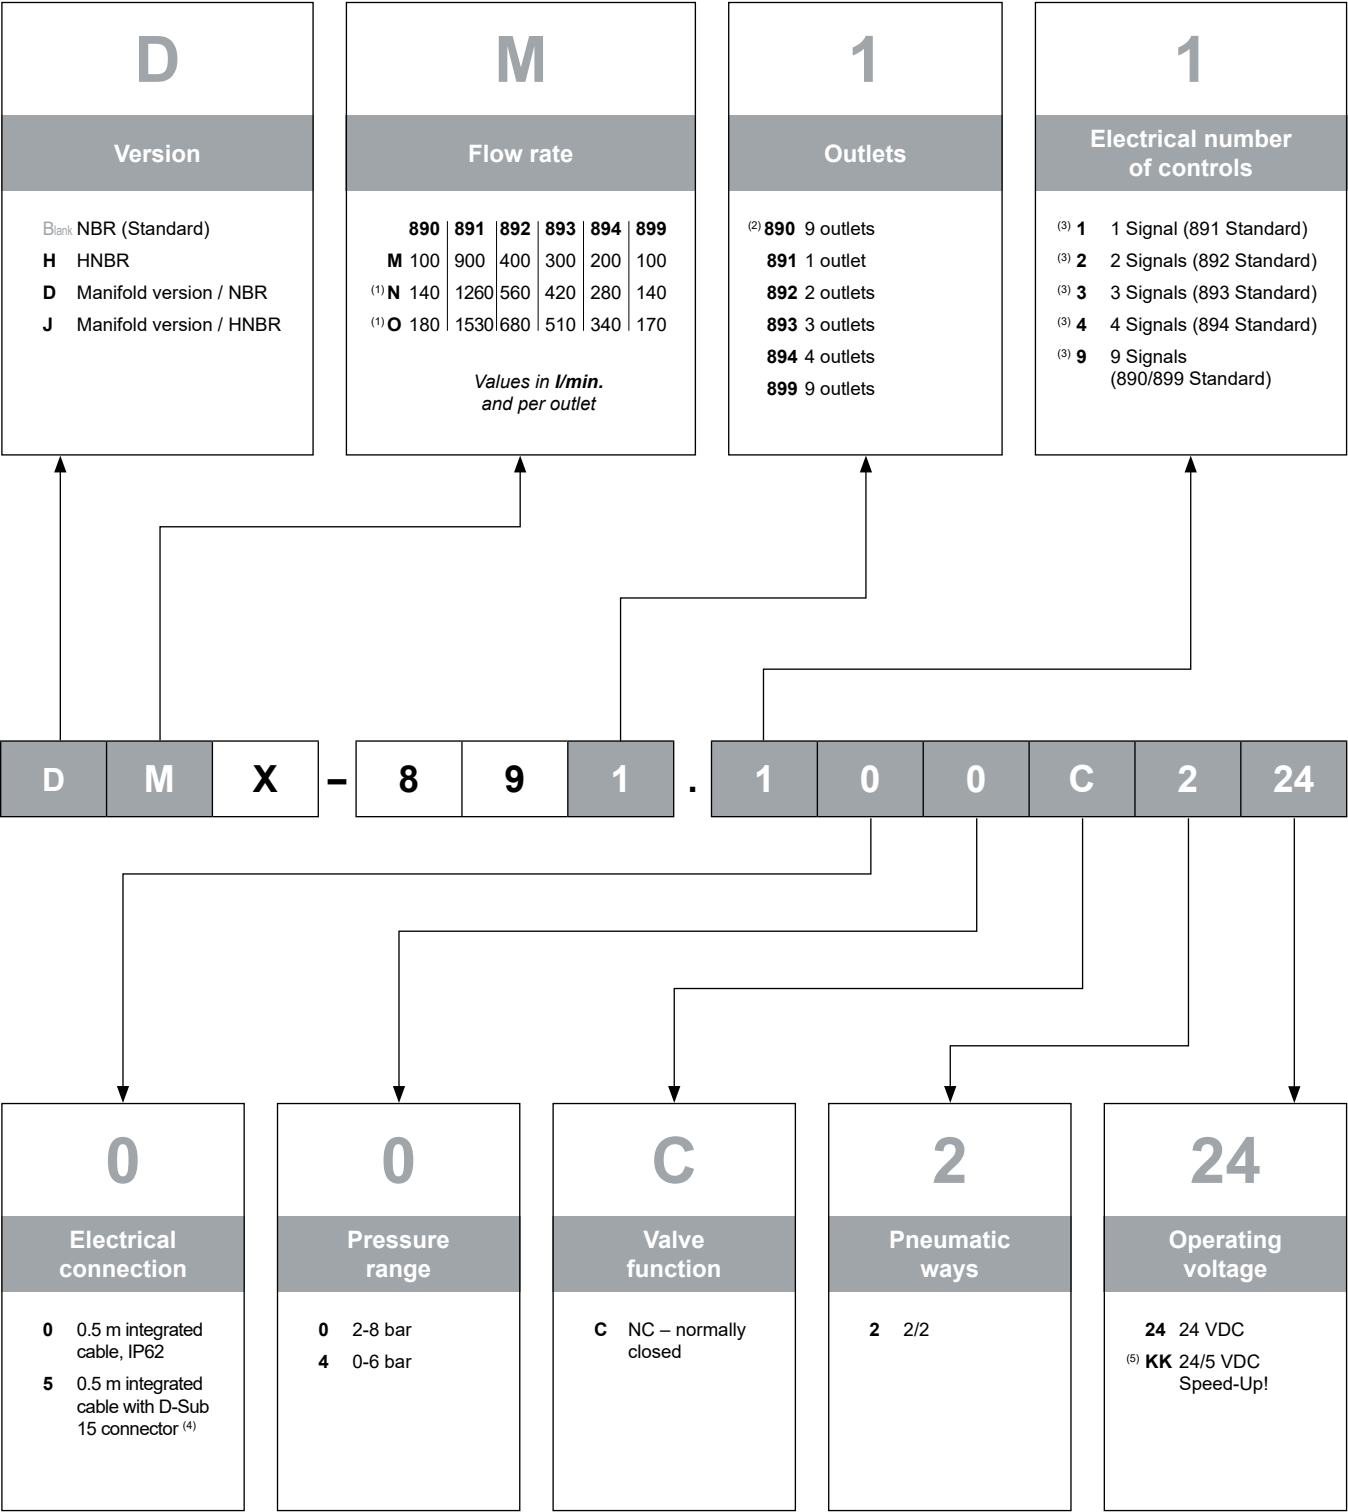 D
Version
Blank NBR (Standard)
H HNBR
D Manifold version / NBR
J Manifold version / HNBR
M
Flow rate
890 891 892 893 894 899
M 100 900 400 300 200 100
(1) N 140 1260 560 420 280 140
(1) O 180 1530 680 510 340 170
Values in l/min.
and per outlet
1
Outlets
(2) 890 9 outlets
891 1 outlet
892 2 outlets
893 3 outlets
894 4 outlets
899 9 outlets
1
Electrical number
of controls
(3) 1 1 Signal (891 Standard)
(3) 2 2 Signals (892 Standard)
(3) 3 3 Signals (893 Standard)
(3) 4 4 Signals (894 Standard)
(3) 9 9 Signals
(890/899 Standard)
D M X – 8 9 1 . 1 0 0 C 2 24
0
Electrical
connection
0 0.5 m integrated
cable, IP62
5 0.5 m integrated
cable with D-Sub
15 connector (4)
0
Pressure
range
0 2-8 bar
4 0-6 bar
C
Valve
function
C NC – normally
closed
2
Pneumatic
ways
2 2/2
24
Operating
voltage
24 24 VDC
(5) KK 24/5 VDC
Speed-Up!